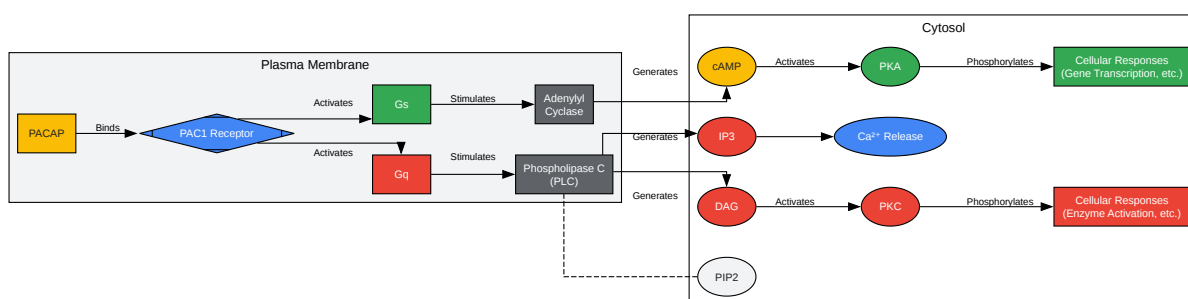 Cytosol
Plasma Membrane
Generates
cAMP
Activates
PKA
Phosphorylates
Cellular Responses
(Gene Transcription, etc.)
Activates
Gs
Stimulates
Adenylyl
Cyclase
PACAP
Binds
PAC1 Receptor
Generates
IP3
Ca²⁺ Release
Activates
Gq
Stimulates
Phospholipase C
(PLC)
Generates
DAG
Activates
PKC
Phosphorylates
Cellular Responses
(Enzyme Activation, etc.)
PIP2